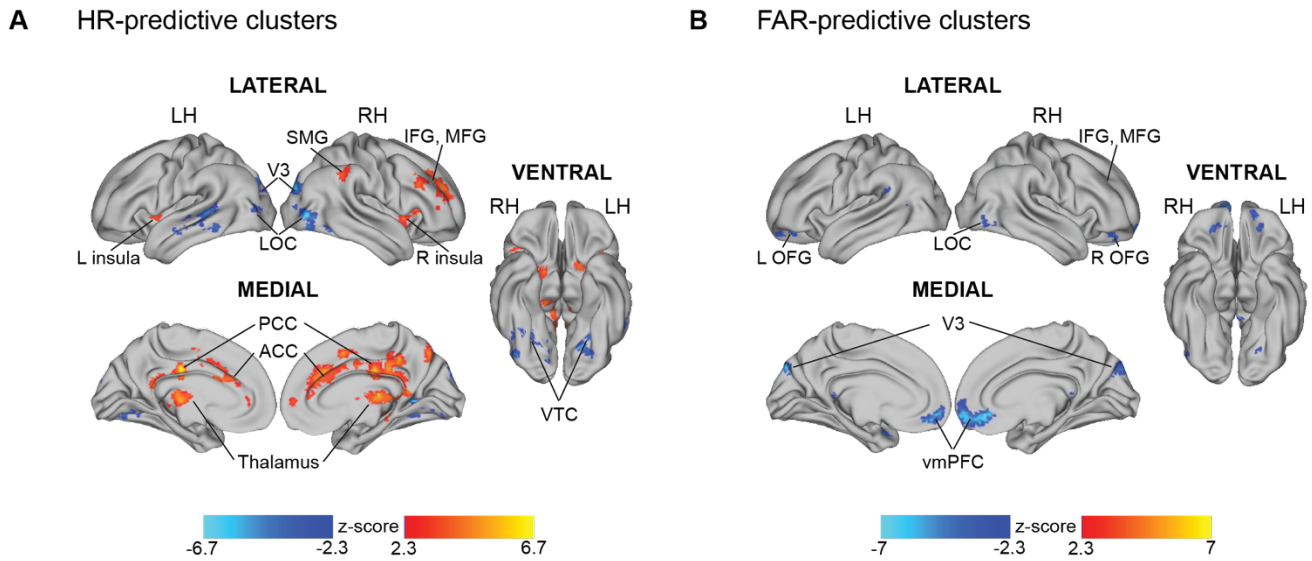 A HR-predictive clusters
LATERAL
LH RH
SMG IFG, MFG
V3
LOC
L insula R insula
VENTRAL
RH LH
MEDIAL
PCC
ACC
VTC
Thalamus
z-score
-6.7 -2.3 2.3 6.7
B FAR-predictive clusters
LATERAL
LH RH
IFG, MFG
LOC
L OFG R OFG
VENTRAL
RH LH
MEDIAL
V3
vmPFC
z-score
-7 -2.3 2.3 7